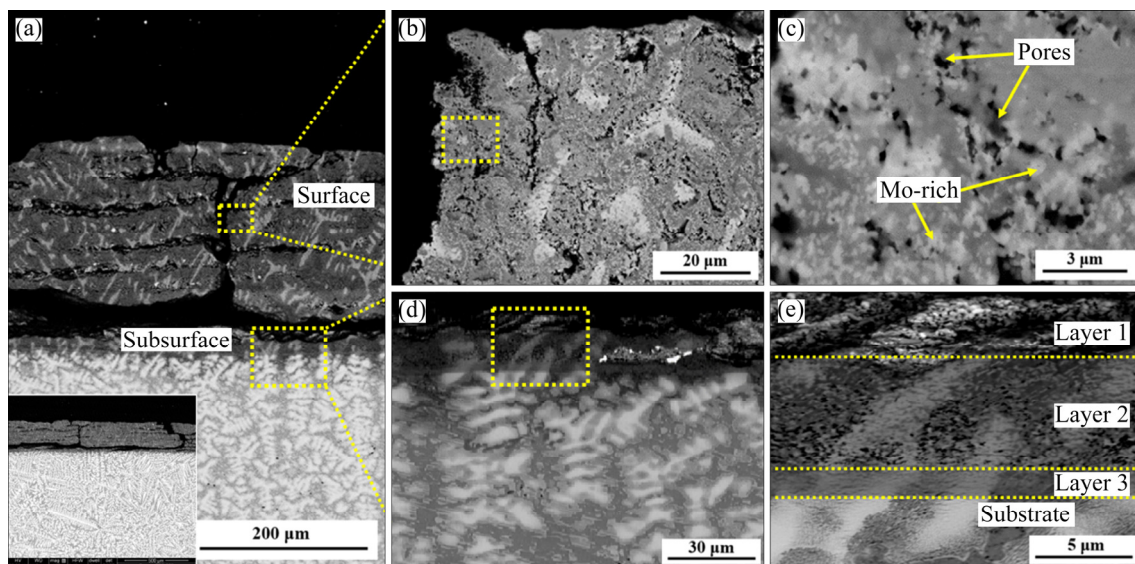 (a)
Surface
Subsurface
200 μm
(b)
20 μm
(c)
Pores
Mo-rich
3 μm
(d)
30 μm
(e)
Layer 1
Layer 2
Layer 3
Substrate
5 μm